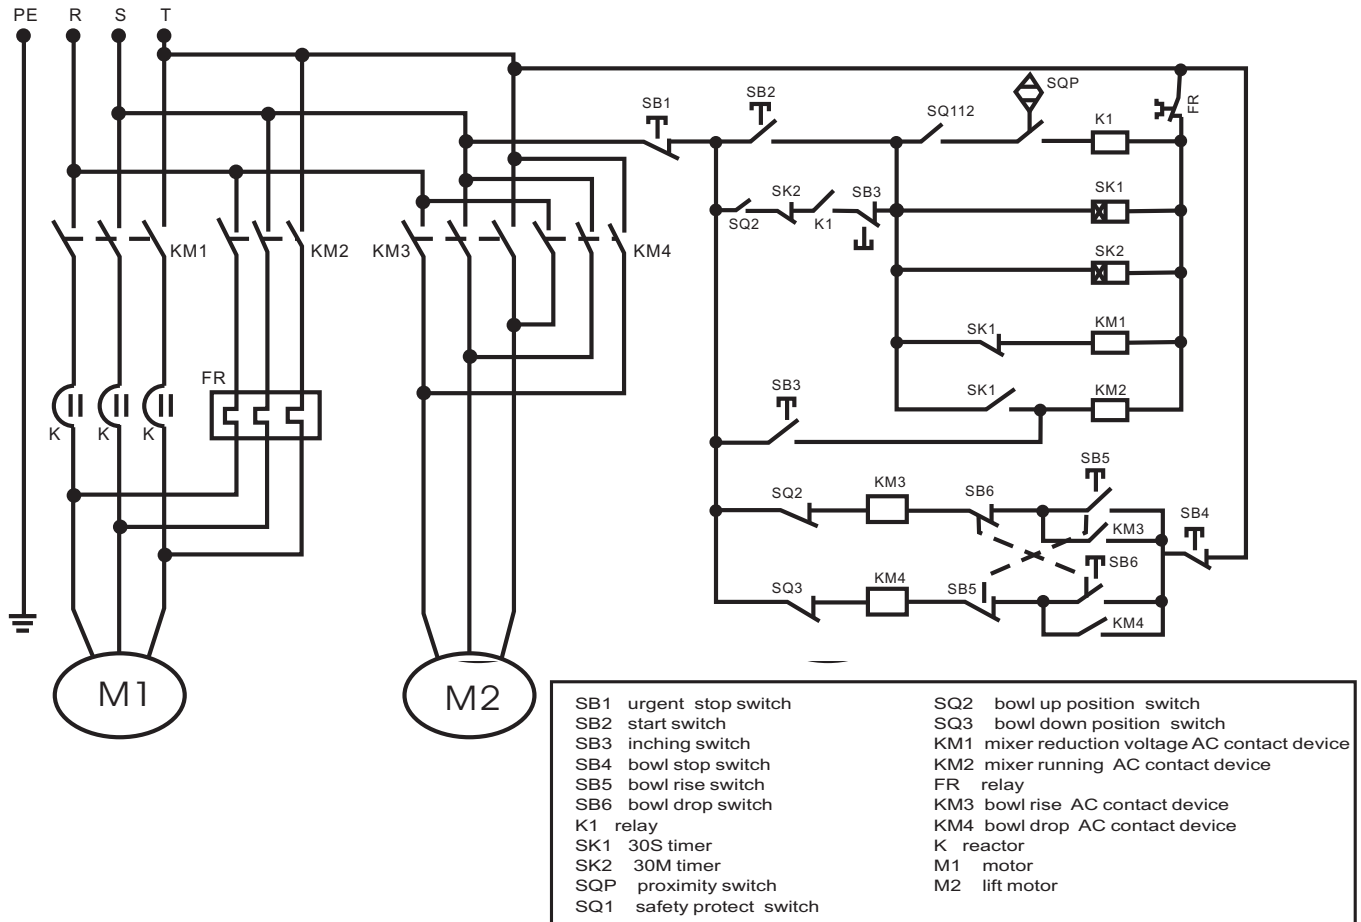 PE R S T
SB1
SB2
SQ112
SQP
K1
FR
SQ2
SK2
K1
SB3
SK1
SK2
KM1
KM2
KM3
KM4
SK1
KM1
FR
K
K
K
SB3
SK1
KM2
SQ2
KM3
SB6
SB5
KM3
SB4
SQ3
KM4
SB5
SB6
KM4
M1
M2
SB1 urgent stop switch
SB2 start switch
SB3 inching switch
SB4 bowl stop switch
SB5 bowl rise switch
SB6 bowl drop switch
K1 relay
SK1 30S timer
SK2 30M timer
SQP proximity switch
SQ1 safety protect switch
SQ2 bowl up position switch
SQ3 bowl down position switch
KM1 mixer reduction voltage AC contact device
KM2 mixer running AC contact device
FR relay
KM3 bowl rise AC contact device
KM4 bowl drop AC contact device
K reactor
M1 motor
M2 lift motor